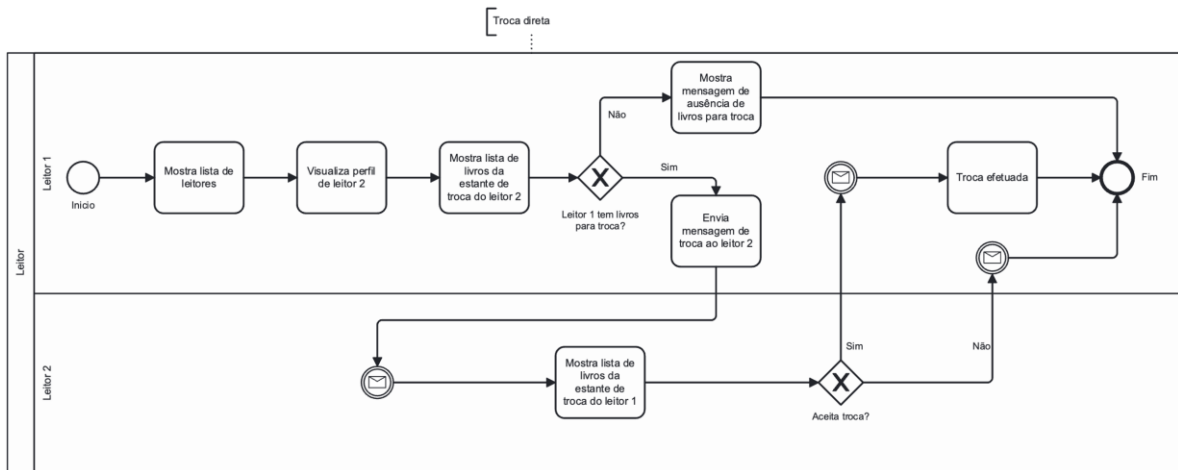 Troca direta
Leitor
Leitor 1
Inicio
Mostra lista de
leitores
Visualiza perfil
de leitor 2
Mostra lista de
livros da
estante de
troca do leitor 2
Leitor 1 tem livros
para troca?
Não
Mostra
mensagem de
ausência de
livros para troca
Sim
Envia
mensagem de
troca ao leitor 2
Troca efetuada
Fim
Leitor 2
Mostra lista de
livros da
estante de
troca do leitor 1
Aceita troca?
Sim
Não